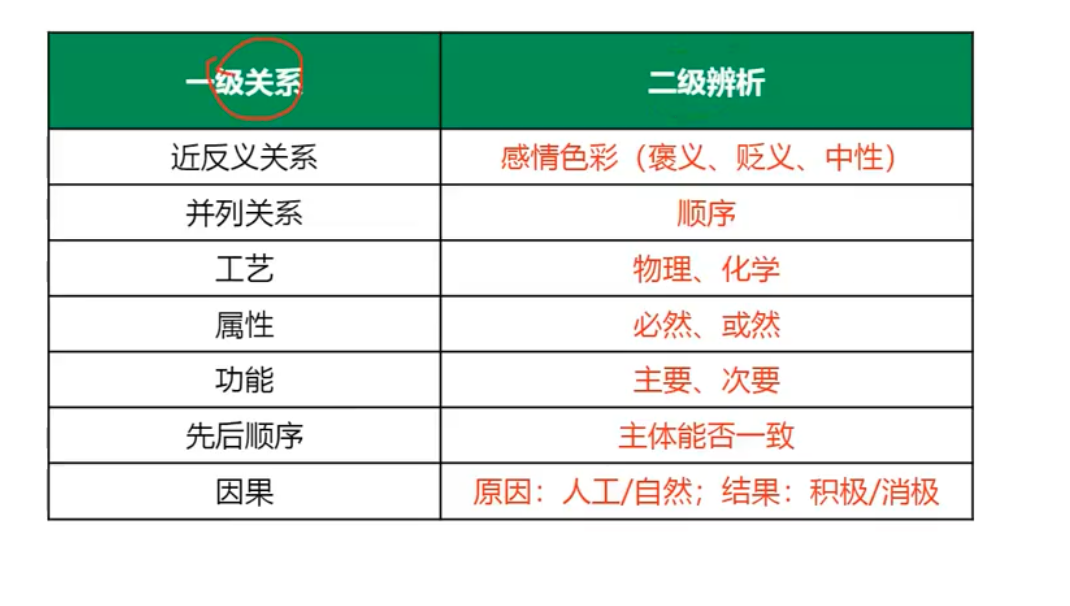 一级关系 二级辨析
近反义关系 感情色彩（褒义、贬义、中性）
并列关系 顺序
工艺 物理、化学
属性 必然、或然
功能 主要、次要
先后顺序 主体能否一致
因果 原因：人工/自然；结果：积极/消极